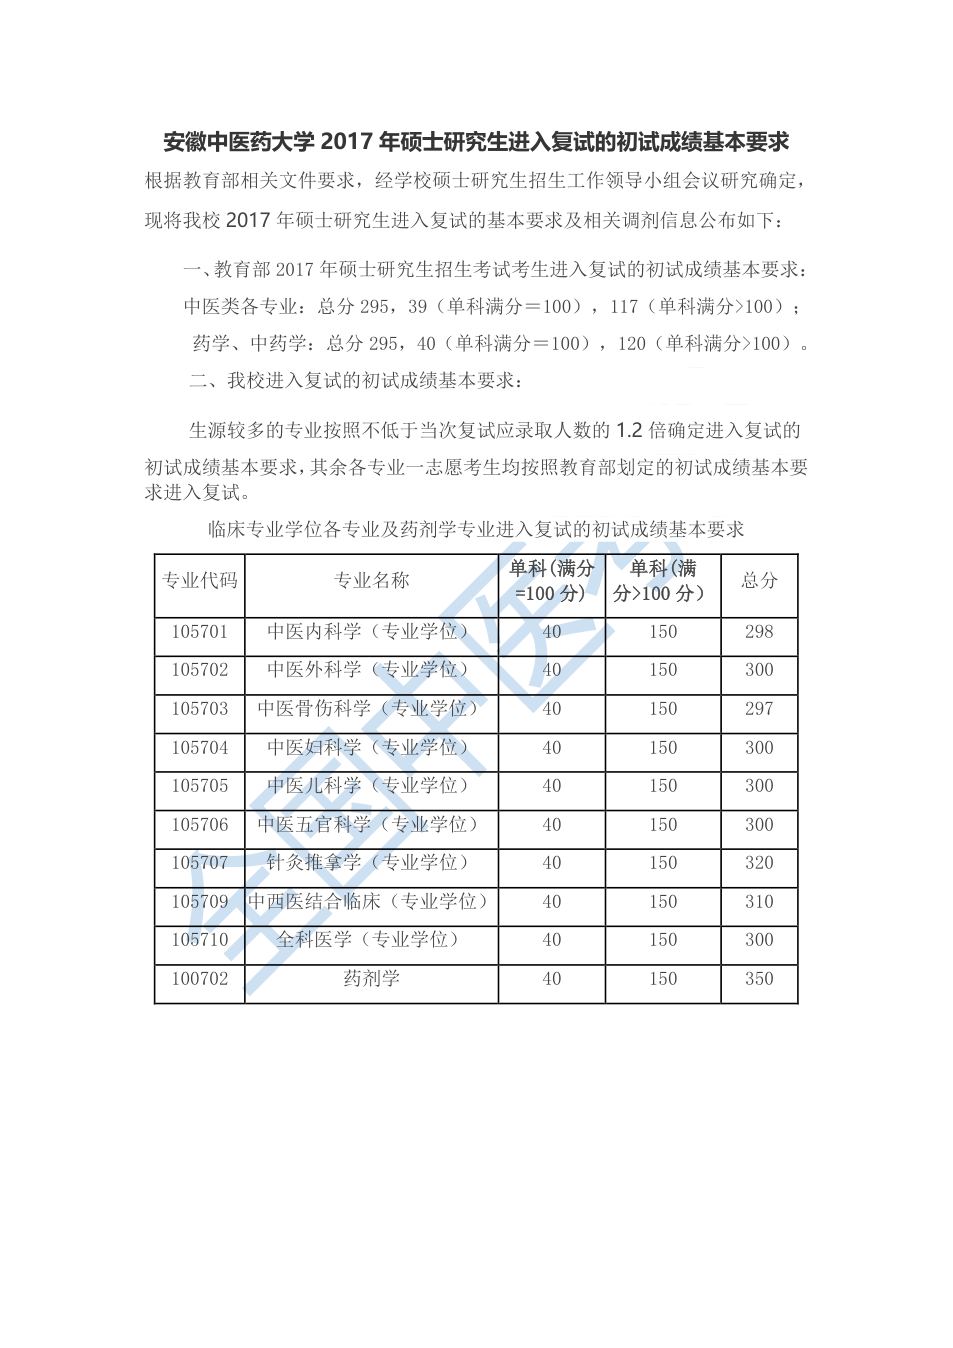 安徽中医药大学 2017 年硕士研究生进入复试的初试成绩基本要求
根据教育部相关文件要求，经学校硕士研究生招生工作领导小组会议研究确定，
现将我校 2017 年硕士研究生进入复试的基本要求及相关调剂信息公布如下：
一、教育部 2017 年硕士研究生招生考试考生进入复试的初试成绩基本要求：
中医类各专业：总分 295，39（单科满分＝100），117（单科满分>100）；
药学、中药学：总分 295，40（单科满分＝100），120（单科满分>100）。
二、我校进入复试的初试成绩基本要求：
生源较多的专业按照不低于当次复试应录取人数的 1.2 倍确定进入复试的
初试成绩基本要求，其余各专业一志愿考生均按照教育部划定的初试成绩基本要
求进入复试。
临床专业学位各专业及药剂学专业进入复试的初试成绩基本要求
专业代码 专业名称 单科(满分=100 分) 单科(满分>100 分） 总分
105701 中医内科学（专业学位） 40 150 298
105702 中医外科学（专业学位） 40 150 300
105703 中医骨伤科学（专业学位） 40 150 297
105704 中医妇科学（专业学位） 40 150 300
105705 中医儿科学（专业学位） 40 150 300
105706 中医五官科学（专业学位） 40 150 300
105707 针灸推拿学（专业学位） 40 150 320
105709 中西医结合临床（专业学位） 40 150 310
105710 全科医学（专业学位） 40 150 300
100702 药剂学 40 150 350
全国中医